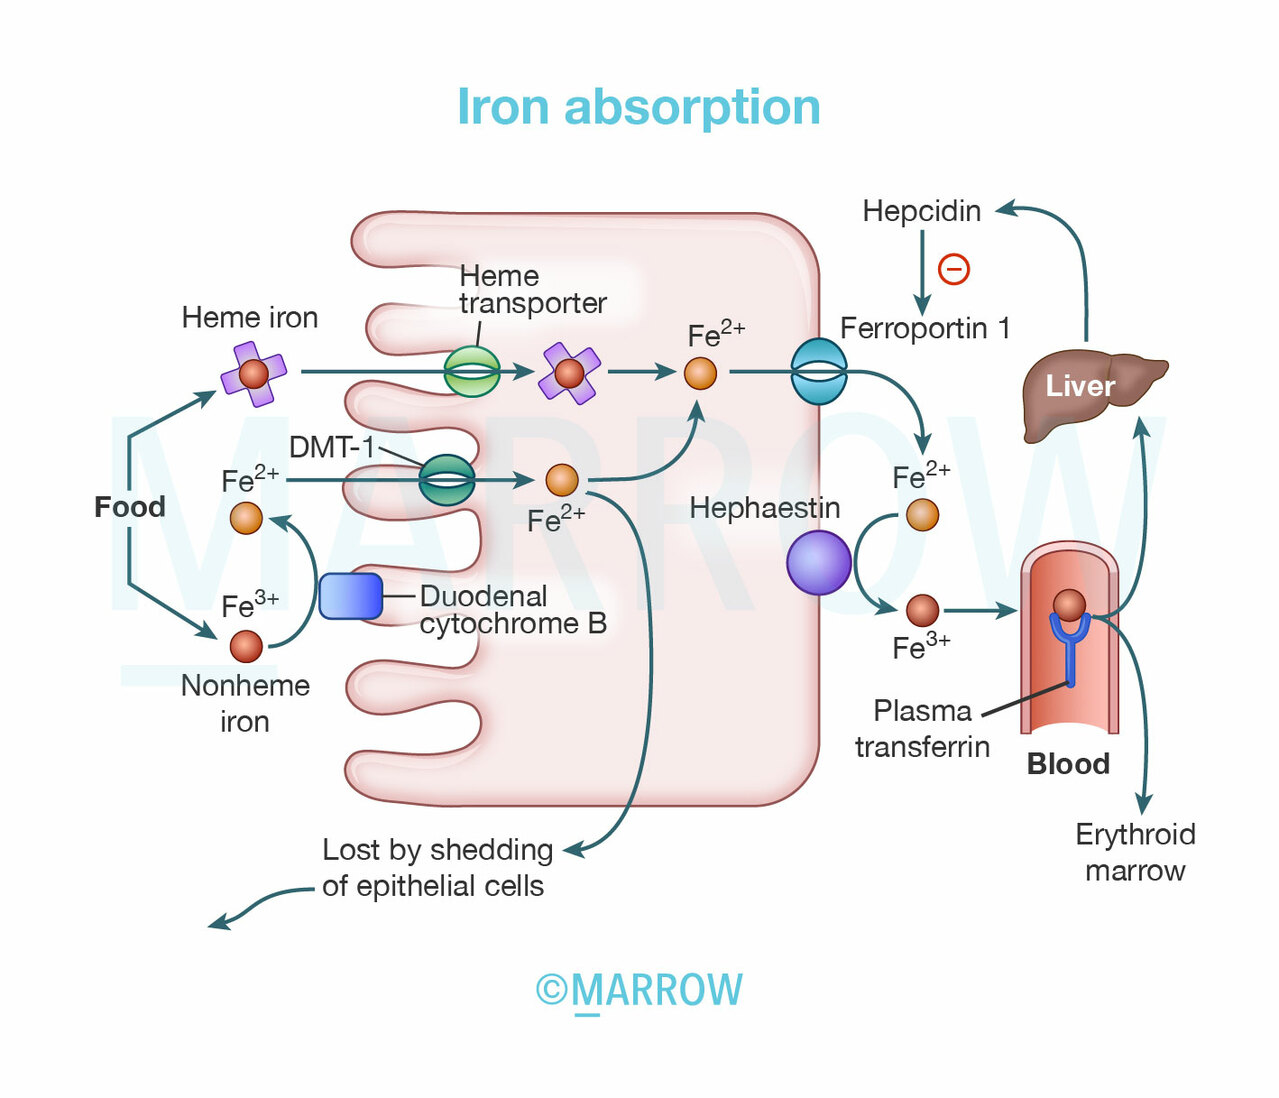 Iron absorption
Hepcidin
Heme
transporter
Heme iron
Fe2+
Ferroportin 1
Liver
DMT-1
Fe2+
Food
Fe2+
Fe2+
Hephaestin
Fe3+
Duodenal
cytochrome B
Fe3+
Nonheme
iron
Plasma
transferrin
Blood
Lost by shedding
of epithelial cells
Erythroid
marrow
MARROW
©MARROW